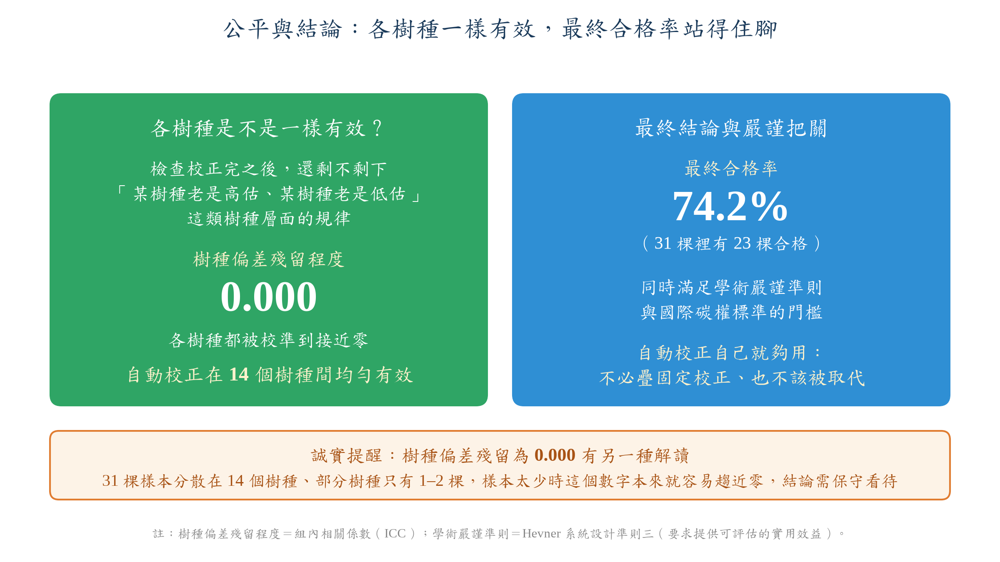 公平與結論：各樹種一樣有效，最終合格率站得住腳
各樹種是不是一樣有效？
檢查校正完之後，還剩不剩下
「某樹種老是高估、某樹種老是低估」
這類樹種層面的規律
樹種偏差殘留程度
0.000
各樹種都被校準到接近零
自動校正在 14 個樹種間均勻有效
最終結論與嚴謹把關
最終合格率
74.2%
（31 棵裡有 23 棵合格）
同時滿足學術嚴謹準則
與國際碳權標準的門檻
自動校正自己就夠用：
不必疊固定校正、也不該被取代
誠實提醒：樹種偏差殘留為 0.000 有另一種解讀
31 棵樣本分散在 14 個樹種、部分樹種只有 1–2 棵，樣本太少時這個數字本來就容易趨近零，結論需保守看待
註：樹種偏差殘留程度＝組內相關係數（ICC）；學術嚴謹準則＝Hevner 系統設計準則三（要求提供可評估的實用效益）。